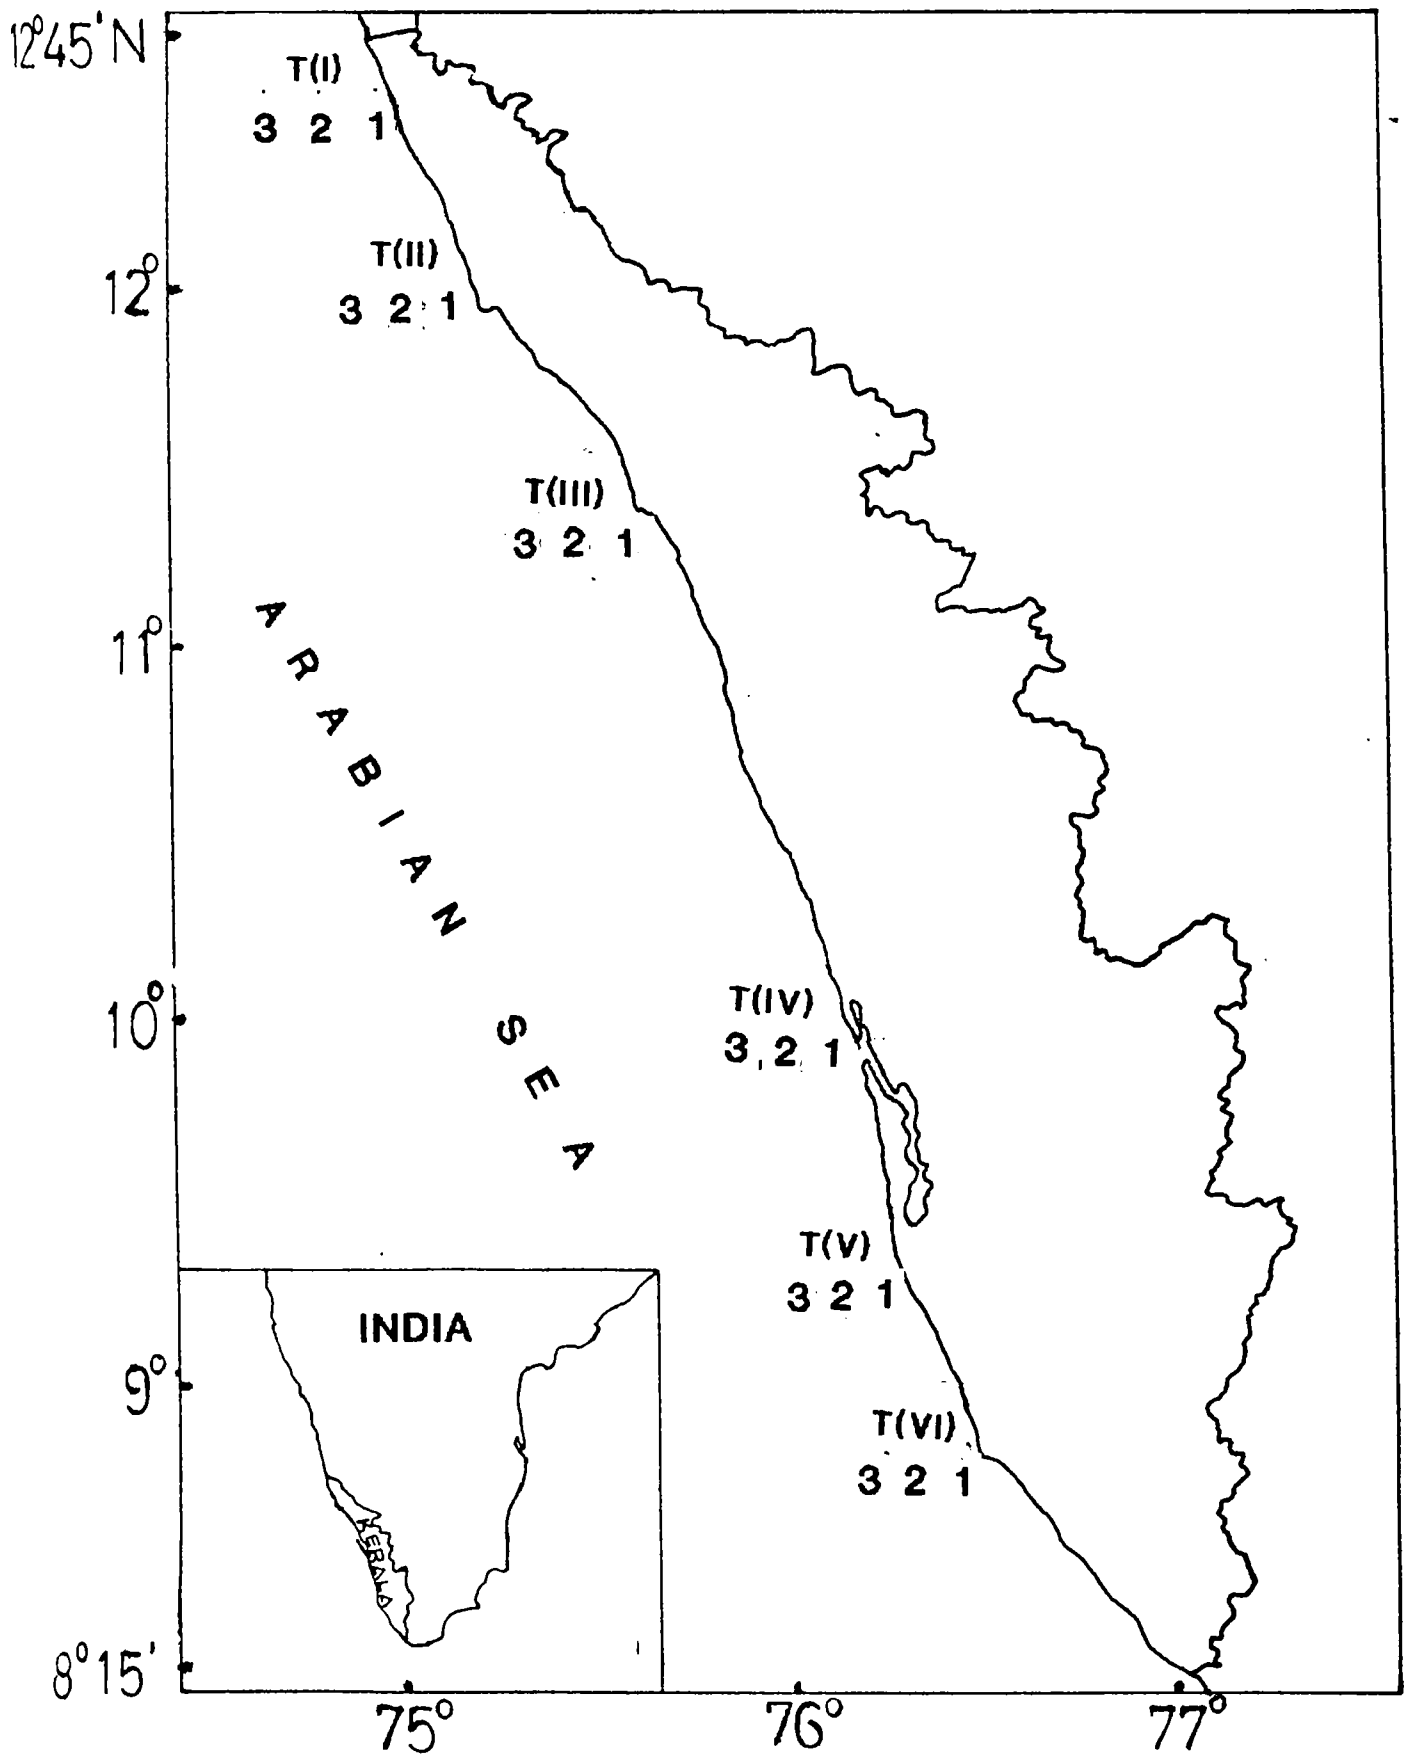 12°45'N
T(I)
3 2 1
T(II)
12°
3 2 1
T(III)
3 2 1
ARABIAN SEA
11°
T(IV)
10°
3 2 1
T(V)
3 2 1
INDIA
9°
T(VI)
3 2 1
KERALA
8°15'
75° 76° 77°